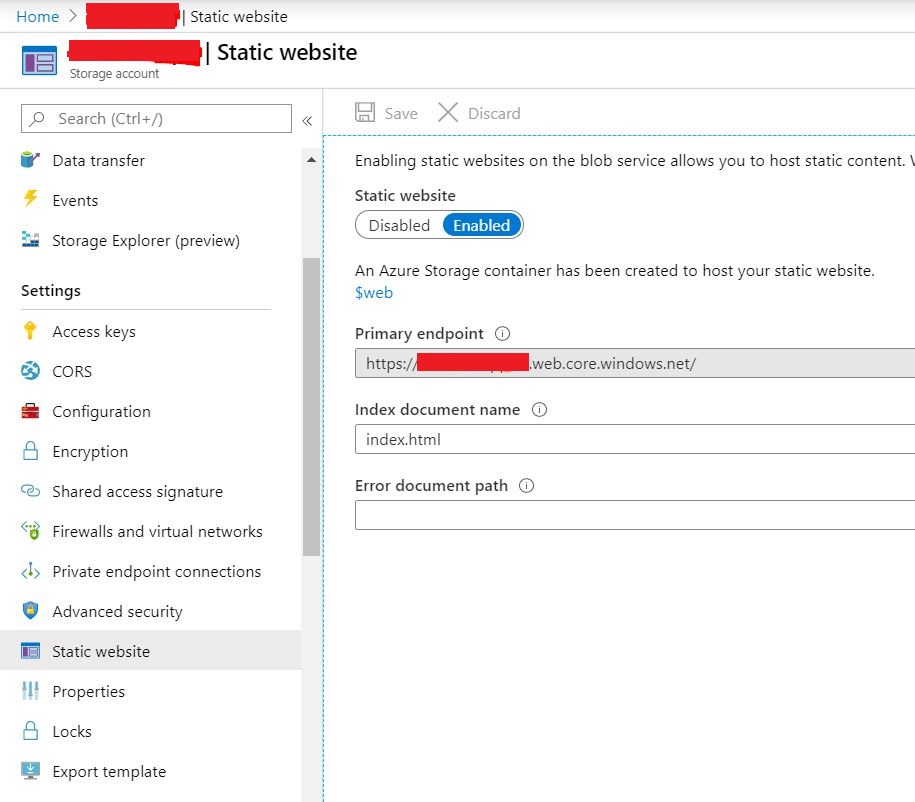 Home > | Static website
| Static website
Storage account
Search (Ctrl+/)
«
Save
Discard
Data transfer
Events
Storage Explorer (preview)
Settings
Access keys
CORS
Configuration
Encryption
Shared access signature
Firewalls and virtual networks
Private endpoint connections
Advanced security
Static website
Properties
Locks
Export template
Enabling static websites on the blob service allows you to host static content. W
Static website
Disabled Enabled
An Azure Storage container has been created to host your static website.
$web
Primary endpoint
https:// .web.core.windows.net/
Index document name
index.html
Error document path